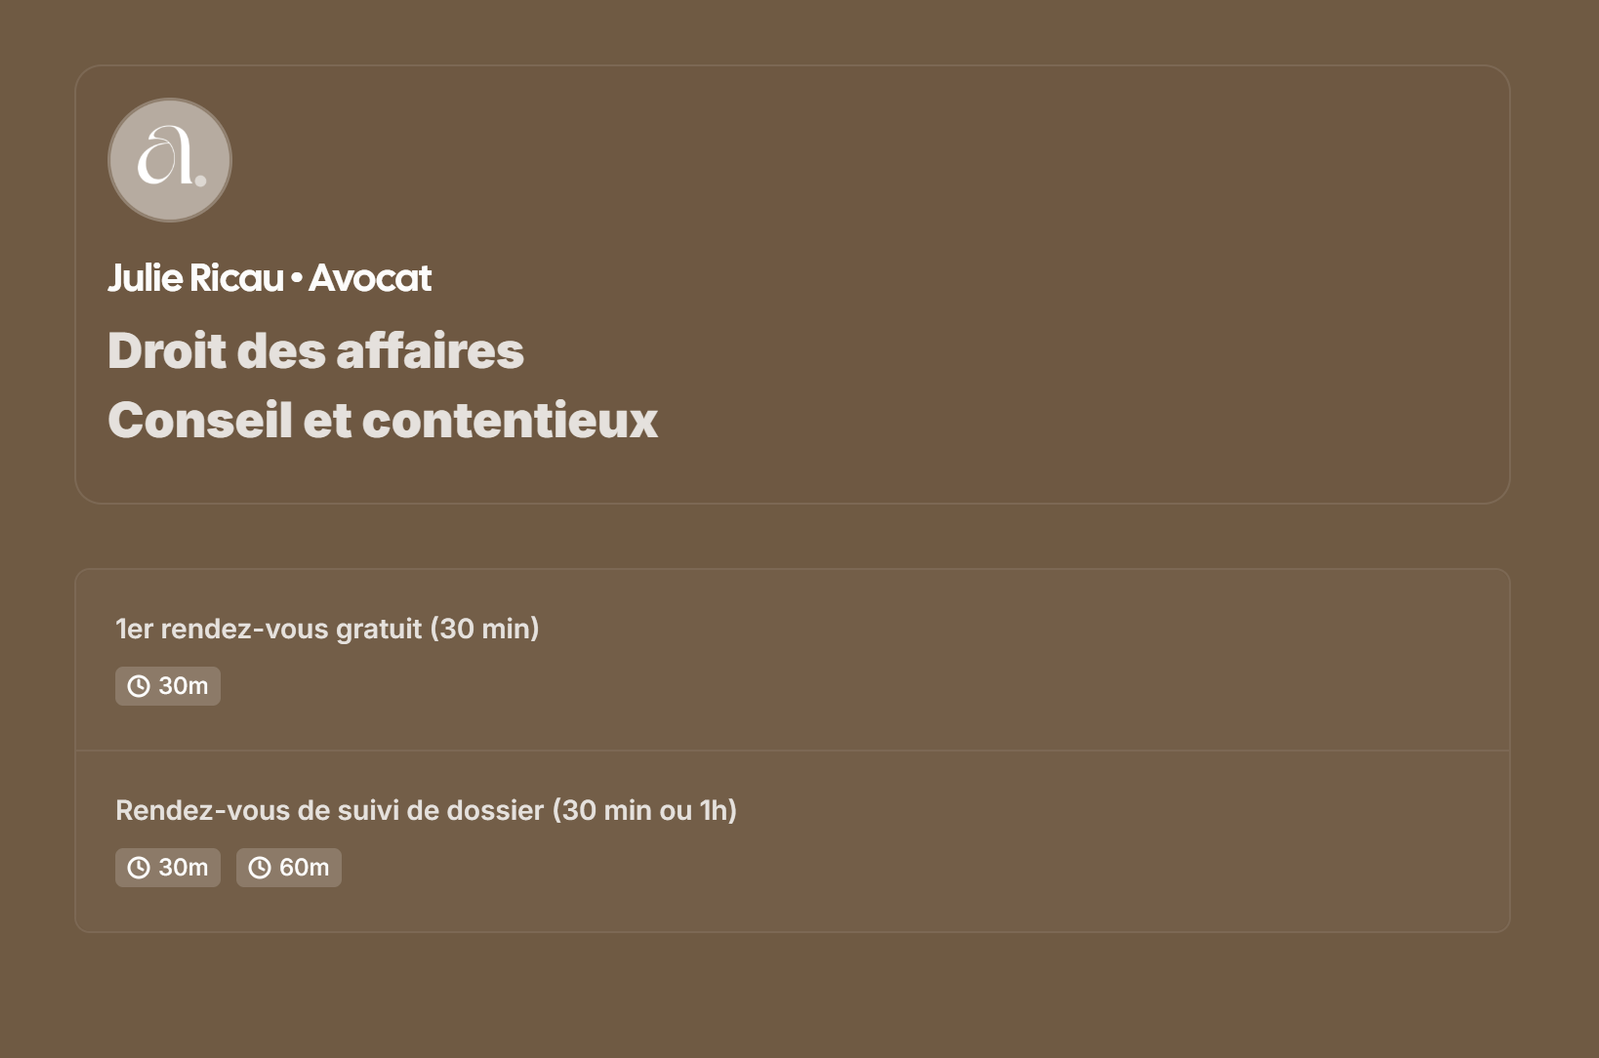 a.
Julie Ricau • Avocat
Droit des affaires
Conseil et contentieux
1er rendez-vous gratuit (30 min)
30m
Rendez-vous de suivi de dossier (30 min ou 1h)
30m 60m